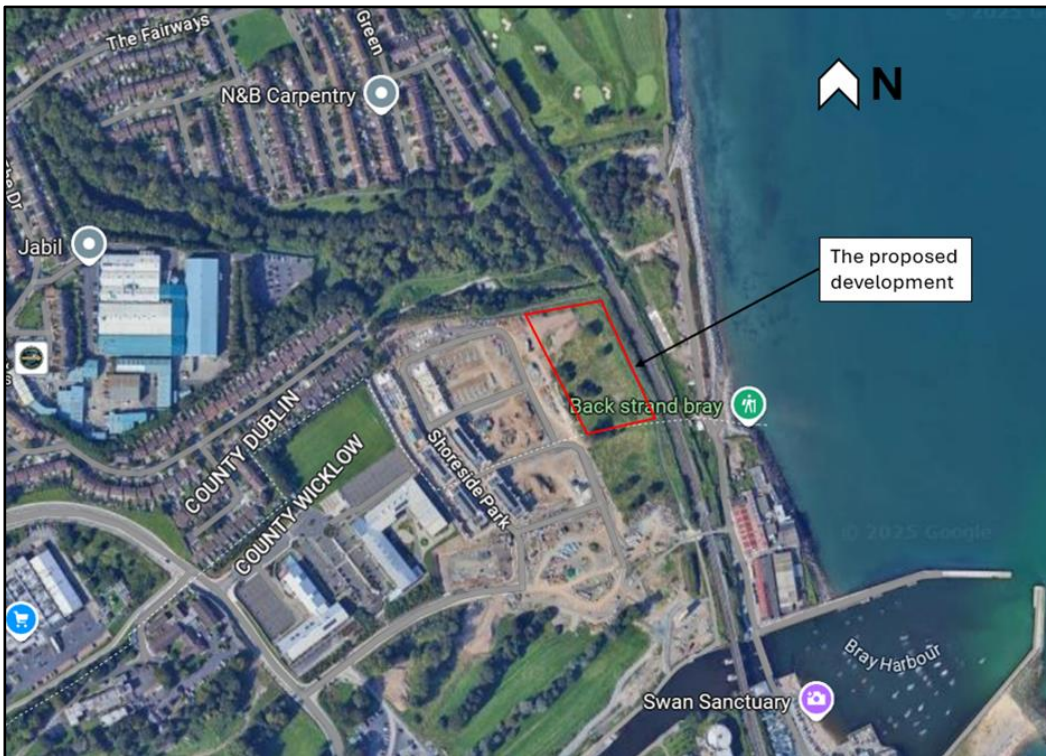 The Fairways
Green
N&B Carpentry
N
Jabil
The proposed
development
Back strand bray
COUNTY DUBLIN
COUNTY WICKLOW
Shoreside Park
© 2025 Google
Bray Harbour
Swan Sanctuary